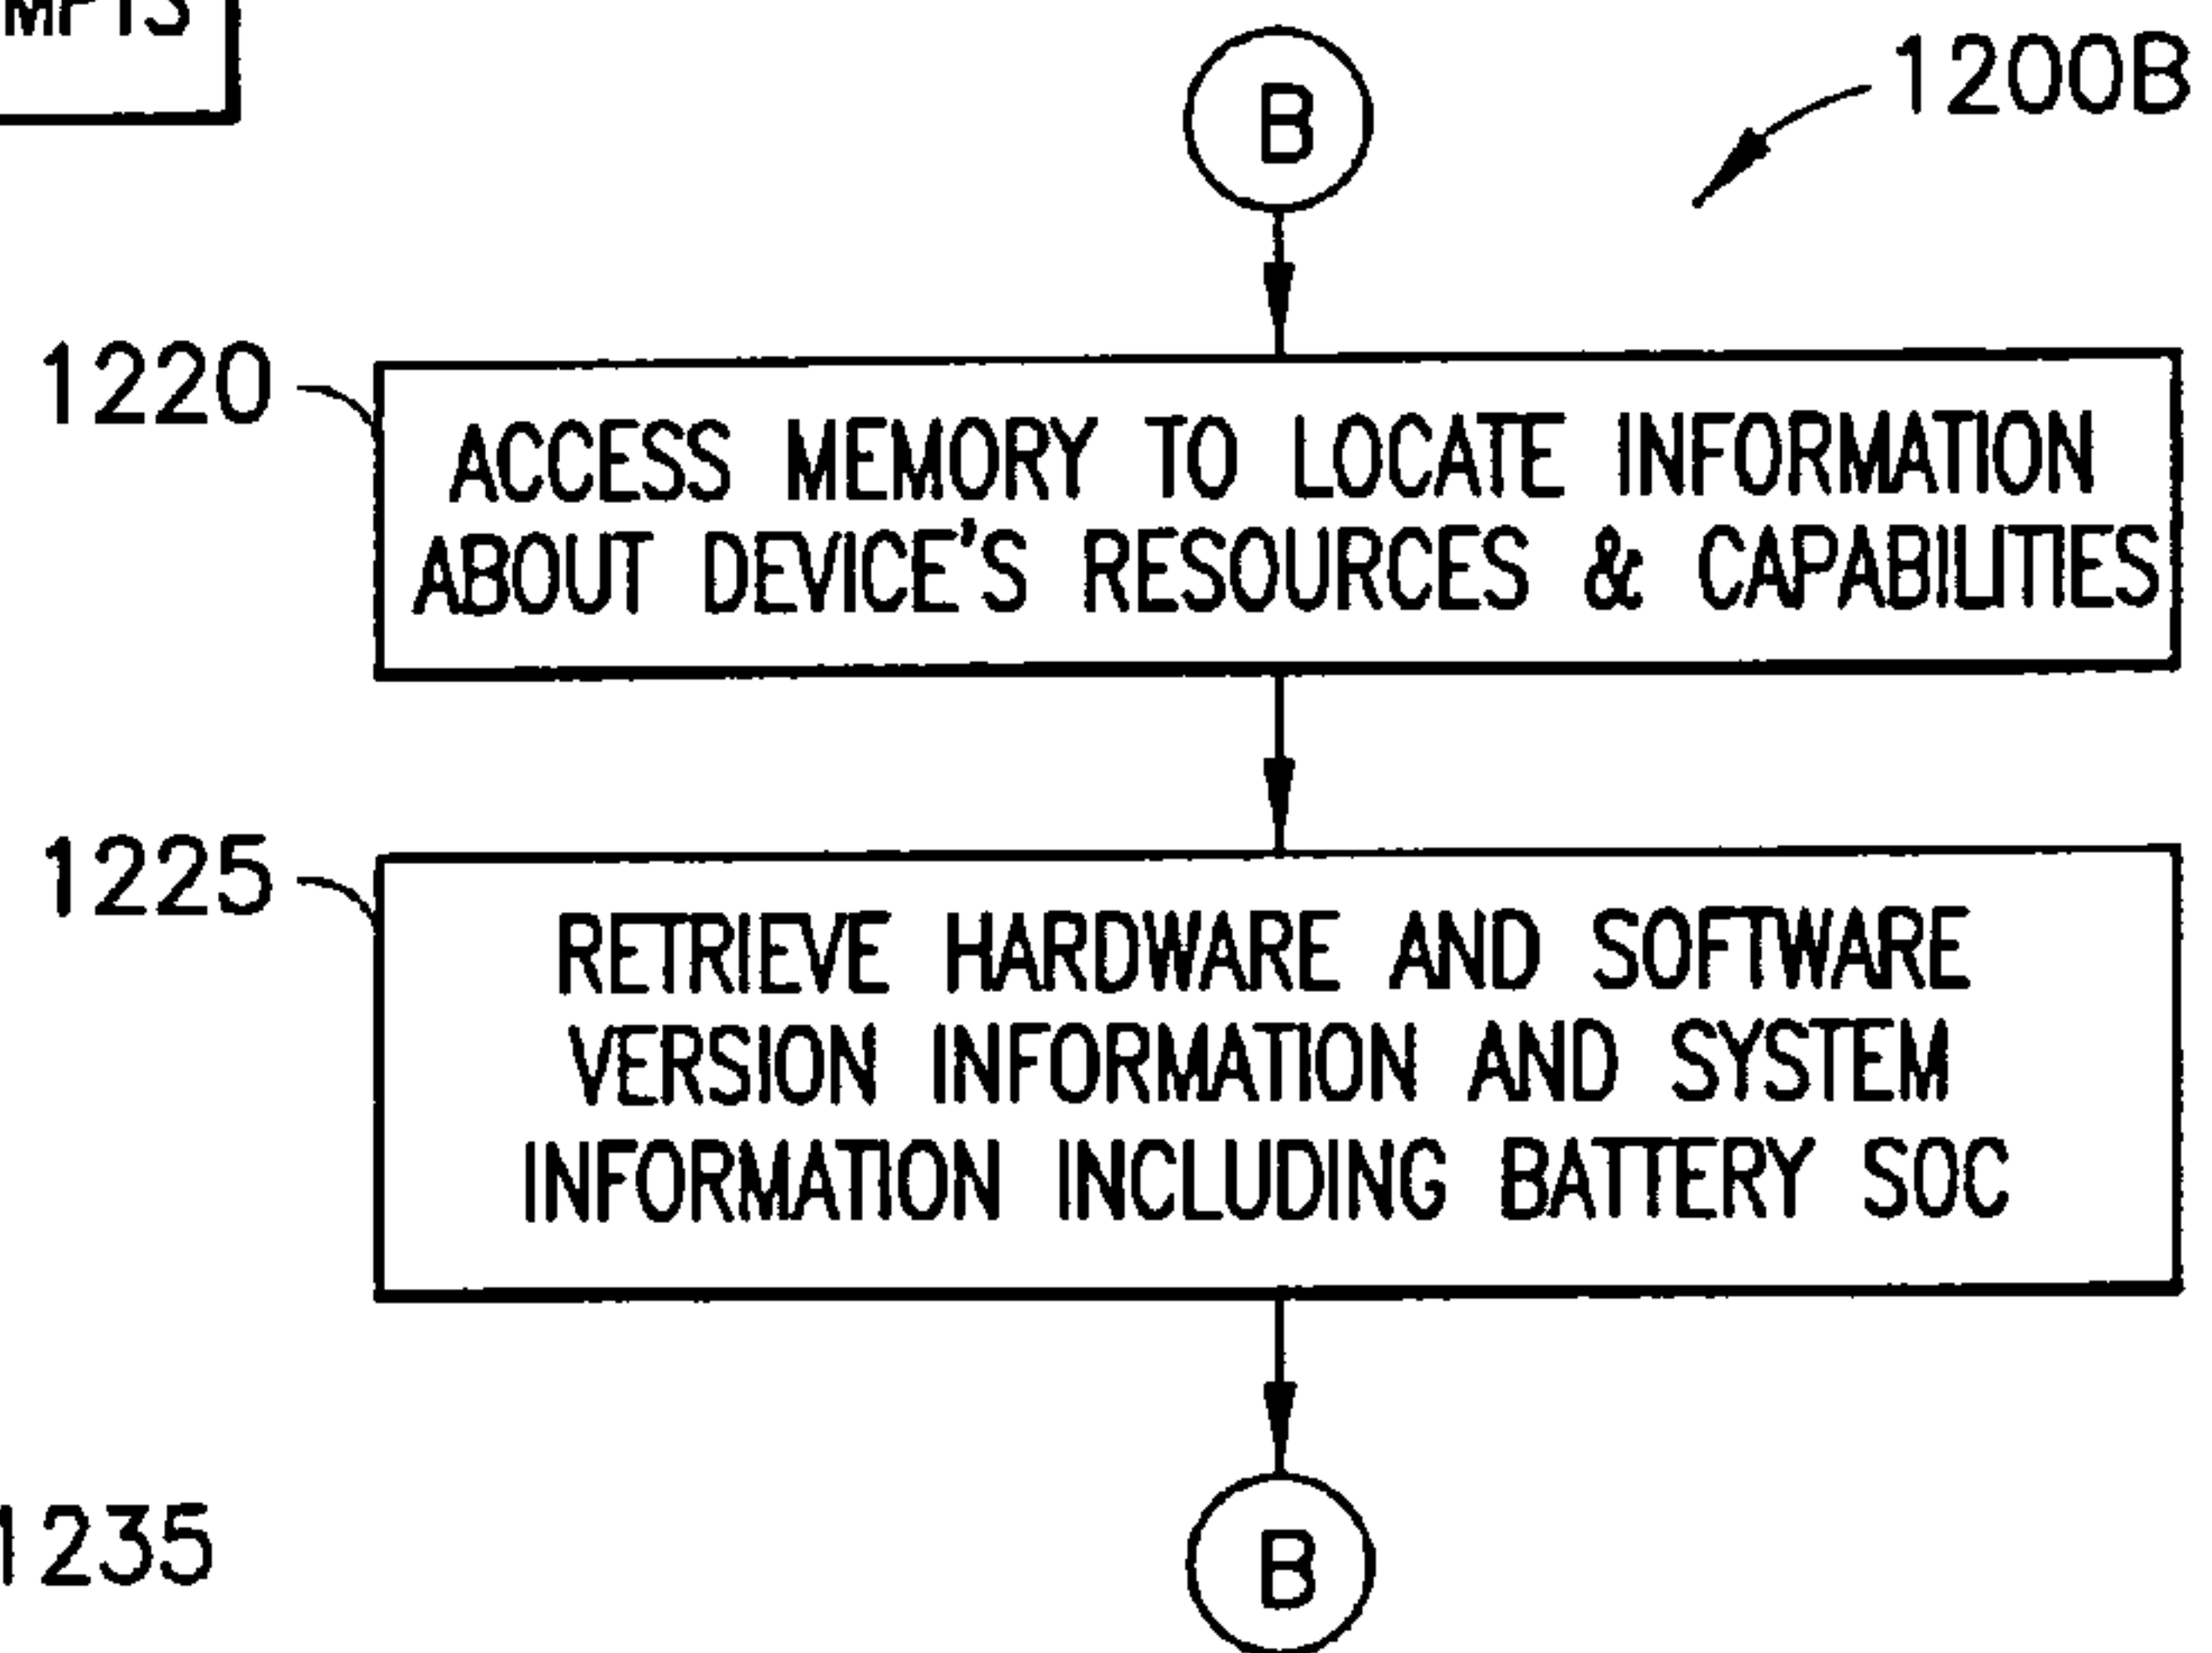 B
1200B
1220
ACCESS MEMORY TO LOCATE INFORMATION
ABOUT DEVICE'S RESOURCES & CAPABILITIES
1225
RETRIEVE HARDWARE AND SOFTWARE
VERSION INFORMATION AND SYSTEM
INFORMATION INCLUDING BATTERY SOC
1235
B